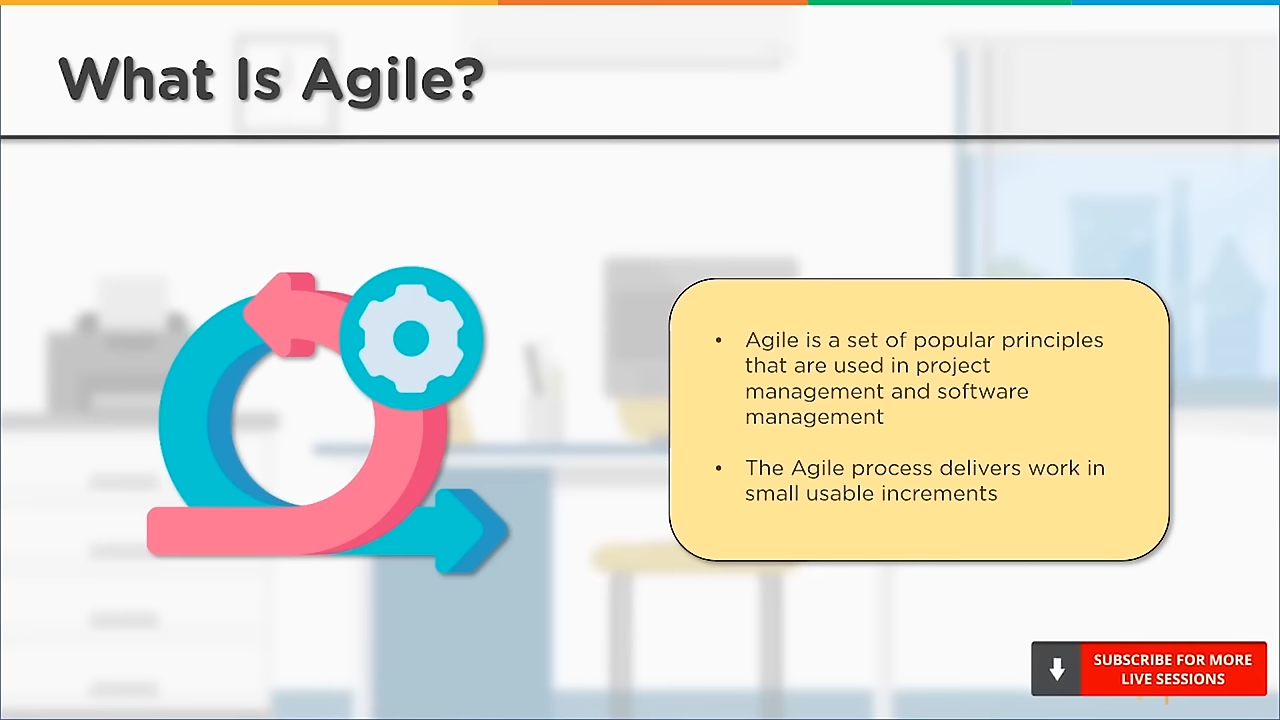 What Is Agile?
• Agile is a set of popular principles
that are used in project
management and software
management
• The Agile process delivers work in
small usable increments
SUBSCRIBE FOR MORE
LIVE SESSIONS